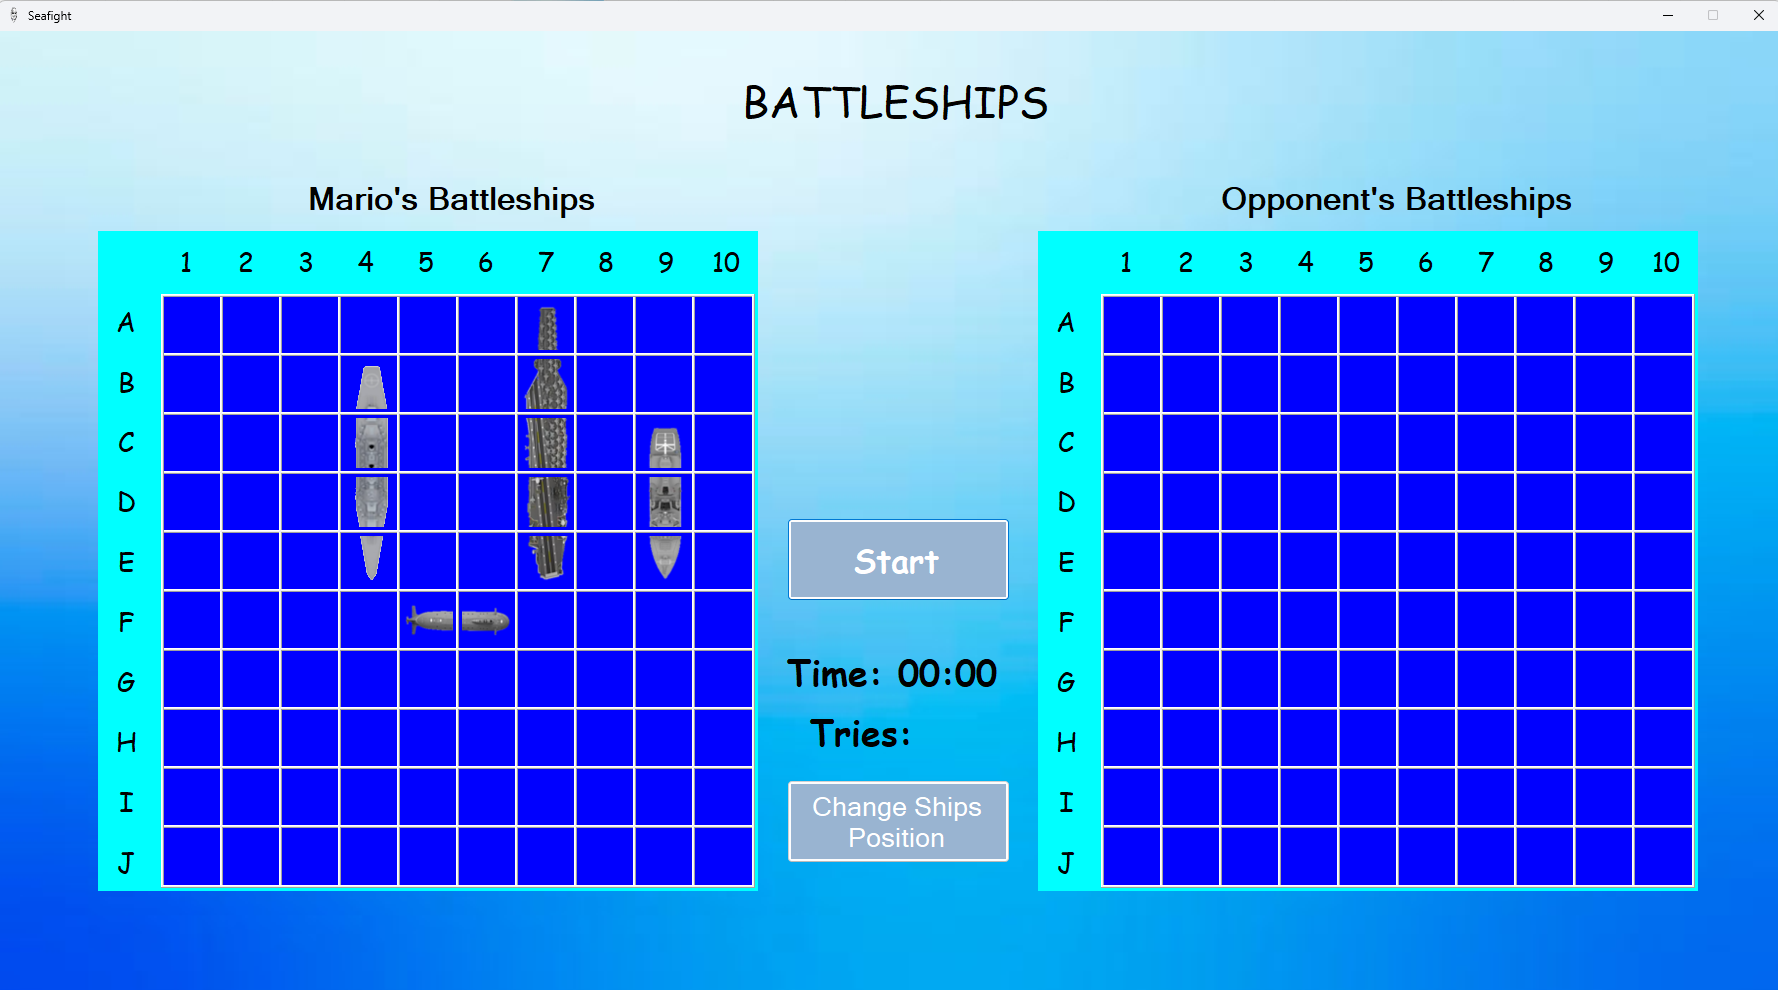 Seafight
BATTLESHIPS
Mario's Battleships
1 2 3 4 5 6 7 8 9 10
A
B
C
D
E
F
G
H
I
J
Start
Time: 00:00
Tries:
Change Ships
Position
Opponent's Battleships
1 2 3 4 5 6 7 8 9 10
A
B
C
D
E
F
G
H
I
J